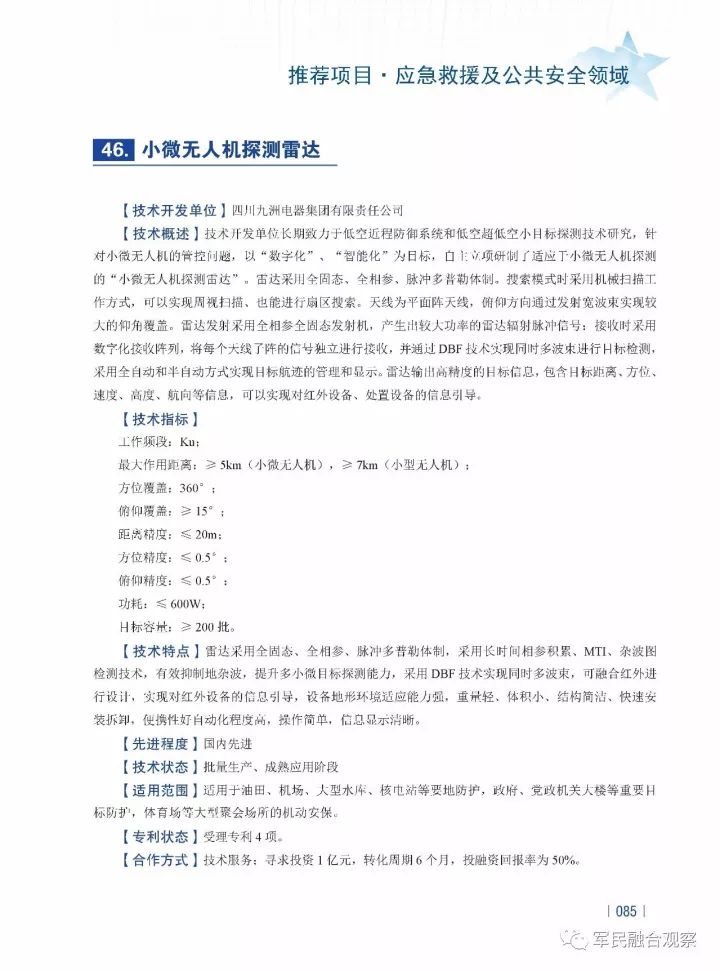 推荐项目·应急救援及公共安全领域
46. 小微无人机探测雷达
【技术开发单位】四川九洲电器集团有限责任公司
【技术概述】技术开发单位长期致力于低空近程防御系统和低空超低空小目标探测技术研究，针
对小微无人机的管控问题，以“数字化”、“智能化”为目标，自主立项研制了适应于小微无人机探测
的“小微无人机探测雷达”。雷达采用全固态、全相参、脉冲多普勒体制。搜索模式时采用机械扫描工
作方式，可以实现周视扫描、也能进行扇区搜索。天线为平面阵天线，俯仰方向通过发射宽波束实现较
大的仰角覆盖。雷达发射采用全相参全固态发射机，产生出较大功率的雷达辐射脉冲信号；接收时采用
数字化接收阵列，将每个天线子阵的信号独立进行接收，并通过 DBF 技术实现同时多波束进行目标检测，
采用全自动和半自动方式实现目标航迹的管理和显示。雷达输出高精度的目标信息，包含目标距离、方位、
速度、高度、航向等信息，可以实现对红外设备、处置设备的信息引导。
【技术指标】
工作频段：Ku；
最大作用距离：≥ 5km（小微无人机），≥ 7km（小型无人机）；
方位覆盖：360°；
俯仰覆盖：≥ 15°；
距离精度：≤ 20m；
方位精度：≤ 0.5°；
俯仰精度：≤ 0.5°；
功耗：≤ 600W；
目标容量：≥ 200 批。
【技术特点】雷达采用全固态、全相参、脉冲多普勒体制，采用长时间相参积累、MTI、杂波图
检测技术，有效抑制地杂波，提升多小微目标探测能力，采用 DBF 技术实现同时多波束，可融合红外进
行设计，实现对红外设备的信息引导，设备地形环境适应能力强，重量轻、体积小、结构简洁、快速安
装拆卸，便携性好自动化程度高，操作简单，信息显示清晰。
【先进程度】国内先进
【技术状态】批量生产、成熟应用阶段
【适用范围】适用于油田、机场、大型水库、核电站等要地防护，政府、党政机关大楼等重要目
标防护，体育场等大型聚会场所的机动安保。
【专利状态】受理专利 4 项。
【合作方式】技术服务；寻求投资 1 亿元，转化周期 6 个月，投融资回报率为 50%。
| 085 |
军民融合观察